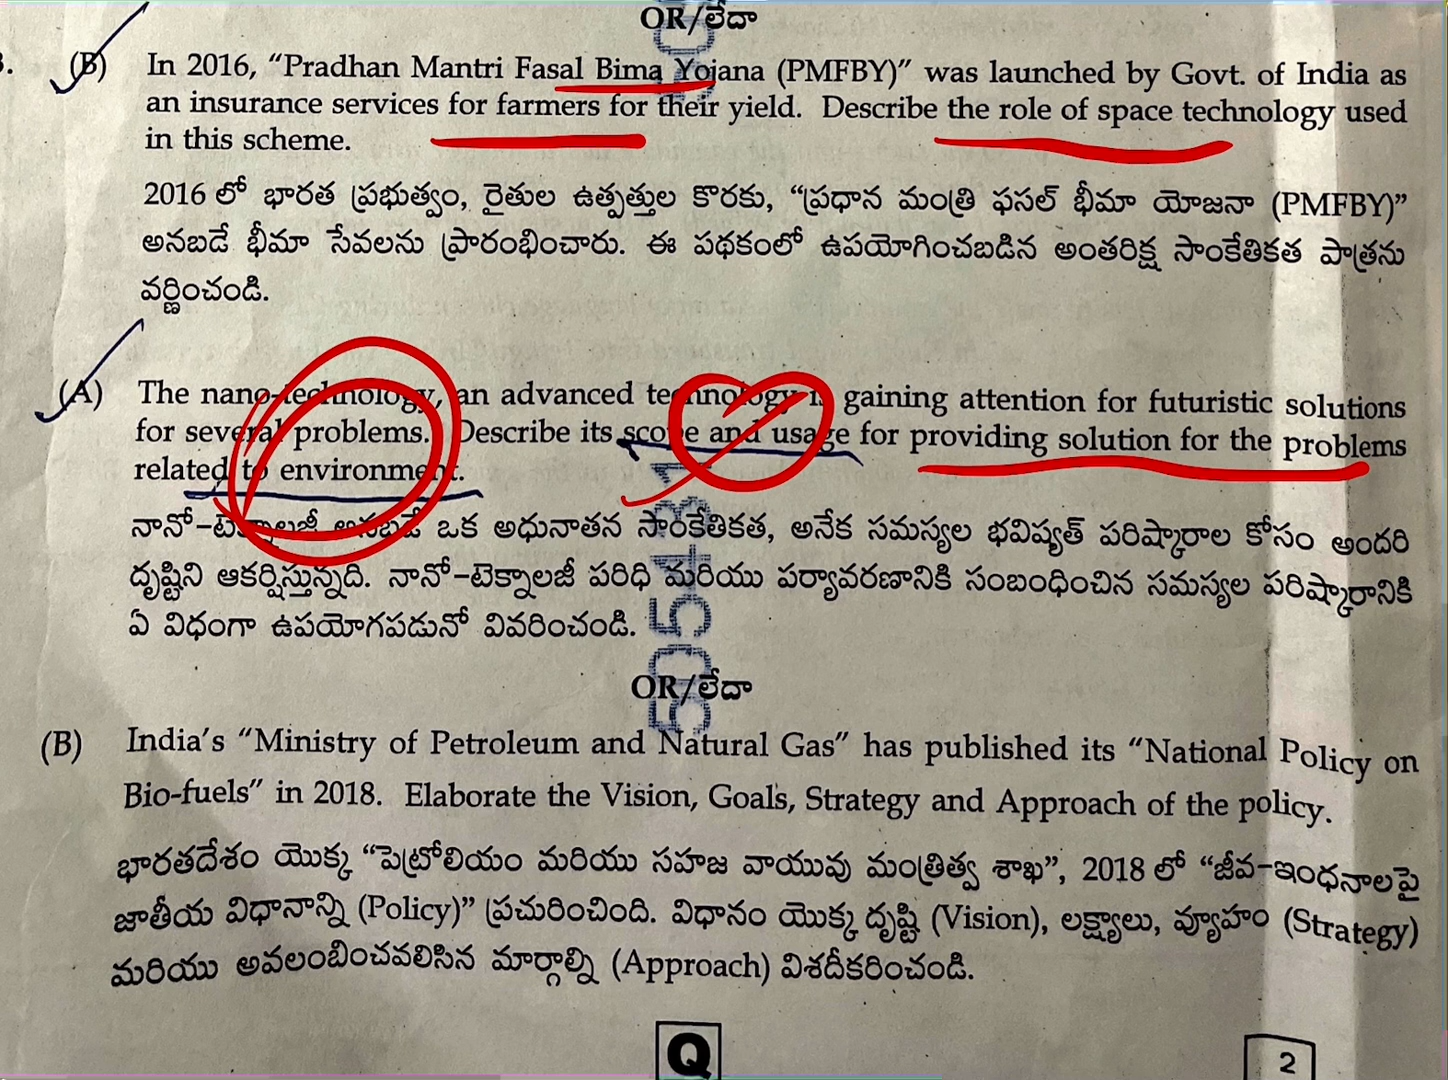 OR/లేదా
(B) In 2016, “Pradhan Mantri Fasal Bima Yojana (PMFBY)” was launched by Govt. of India as
an insurance services for farmers for their yield. Describe the role of space technology used
in this scheme.
2016 లో భారత ప్రభుత్వం, రైతుల ఉత్పత్తుల కొరకు, “ప్రధాన మంత్రి ఫసల్ భీమా యోజనా (PMFBY)”
అనబడే భీమా సేవలను ప్రారంభించారు. ఈ పథకంలో ఉపయోగించబడిన అంతరిక్ష సాంకేతికత పాత్రను
వర్ణించండి.
(A) The nano-technology, an advanced technology is gaining attention for futuristic solutions
for several problems. Describe its scope and usage for providing solution for the problems
related to environment.
నానో-టెక్నాలజీ అనబడే ఒక అధునాతన సాంకేతికత, అనేక సమస్యల భవిష్యత్ పరిష్కారాల కోసం అందరి
దృష్టిని ఆకర్షిస్తున్నది. నానో-టెక్నాలజీ పరిధి మరియు పర్యావరణానికి సంబంధించిన సమస్యల పరిష్కారానికి
ఏ విధంగా ఉపయోగపడునో వివరించండి.
OR/లేదా
(B) India’s “Ministry of Petroleum and Natural Gas” has published its “National Policy on
Bio-fuels” in 2018. Elaborate the Vision, Goals, Strategy and Approach of the policy.
భారతదేశం యొక్క “పెట్రోలియం మరియు సహజ వాయువు మంత్రిత్వ శాఖ”, 2018 లో “జీవ-ఇంధనాలపై
జాతీయ విధానాన్ని (Policy)” ప్రచురించింది. విధానం యొక్క దృష్టి (Vision), లక్ష్యాలు, వ్యూహం (Strategy)
మరియు అవలంబించవలిసిన మార్గాల్ని (Approach) విశదీకరించండి.
Q
2